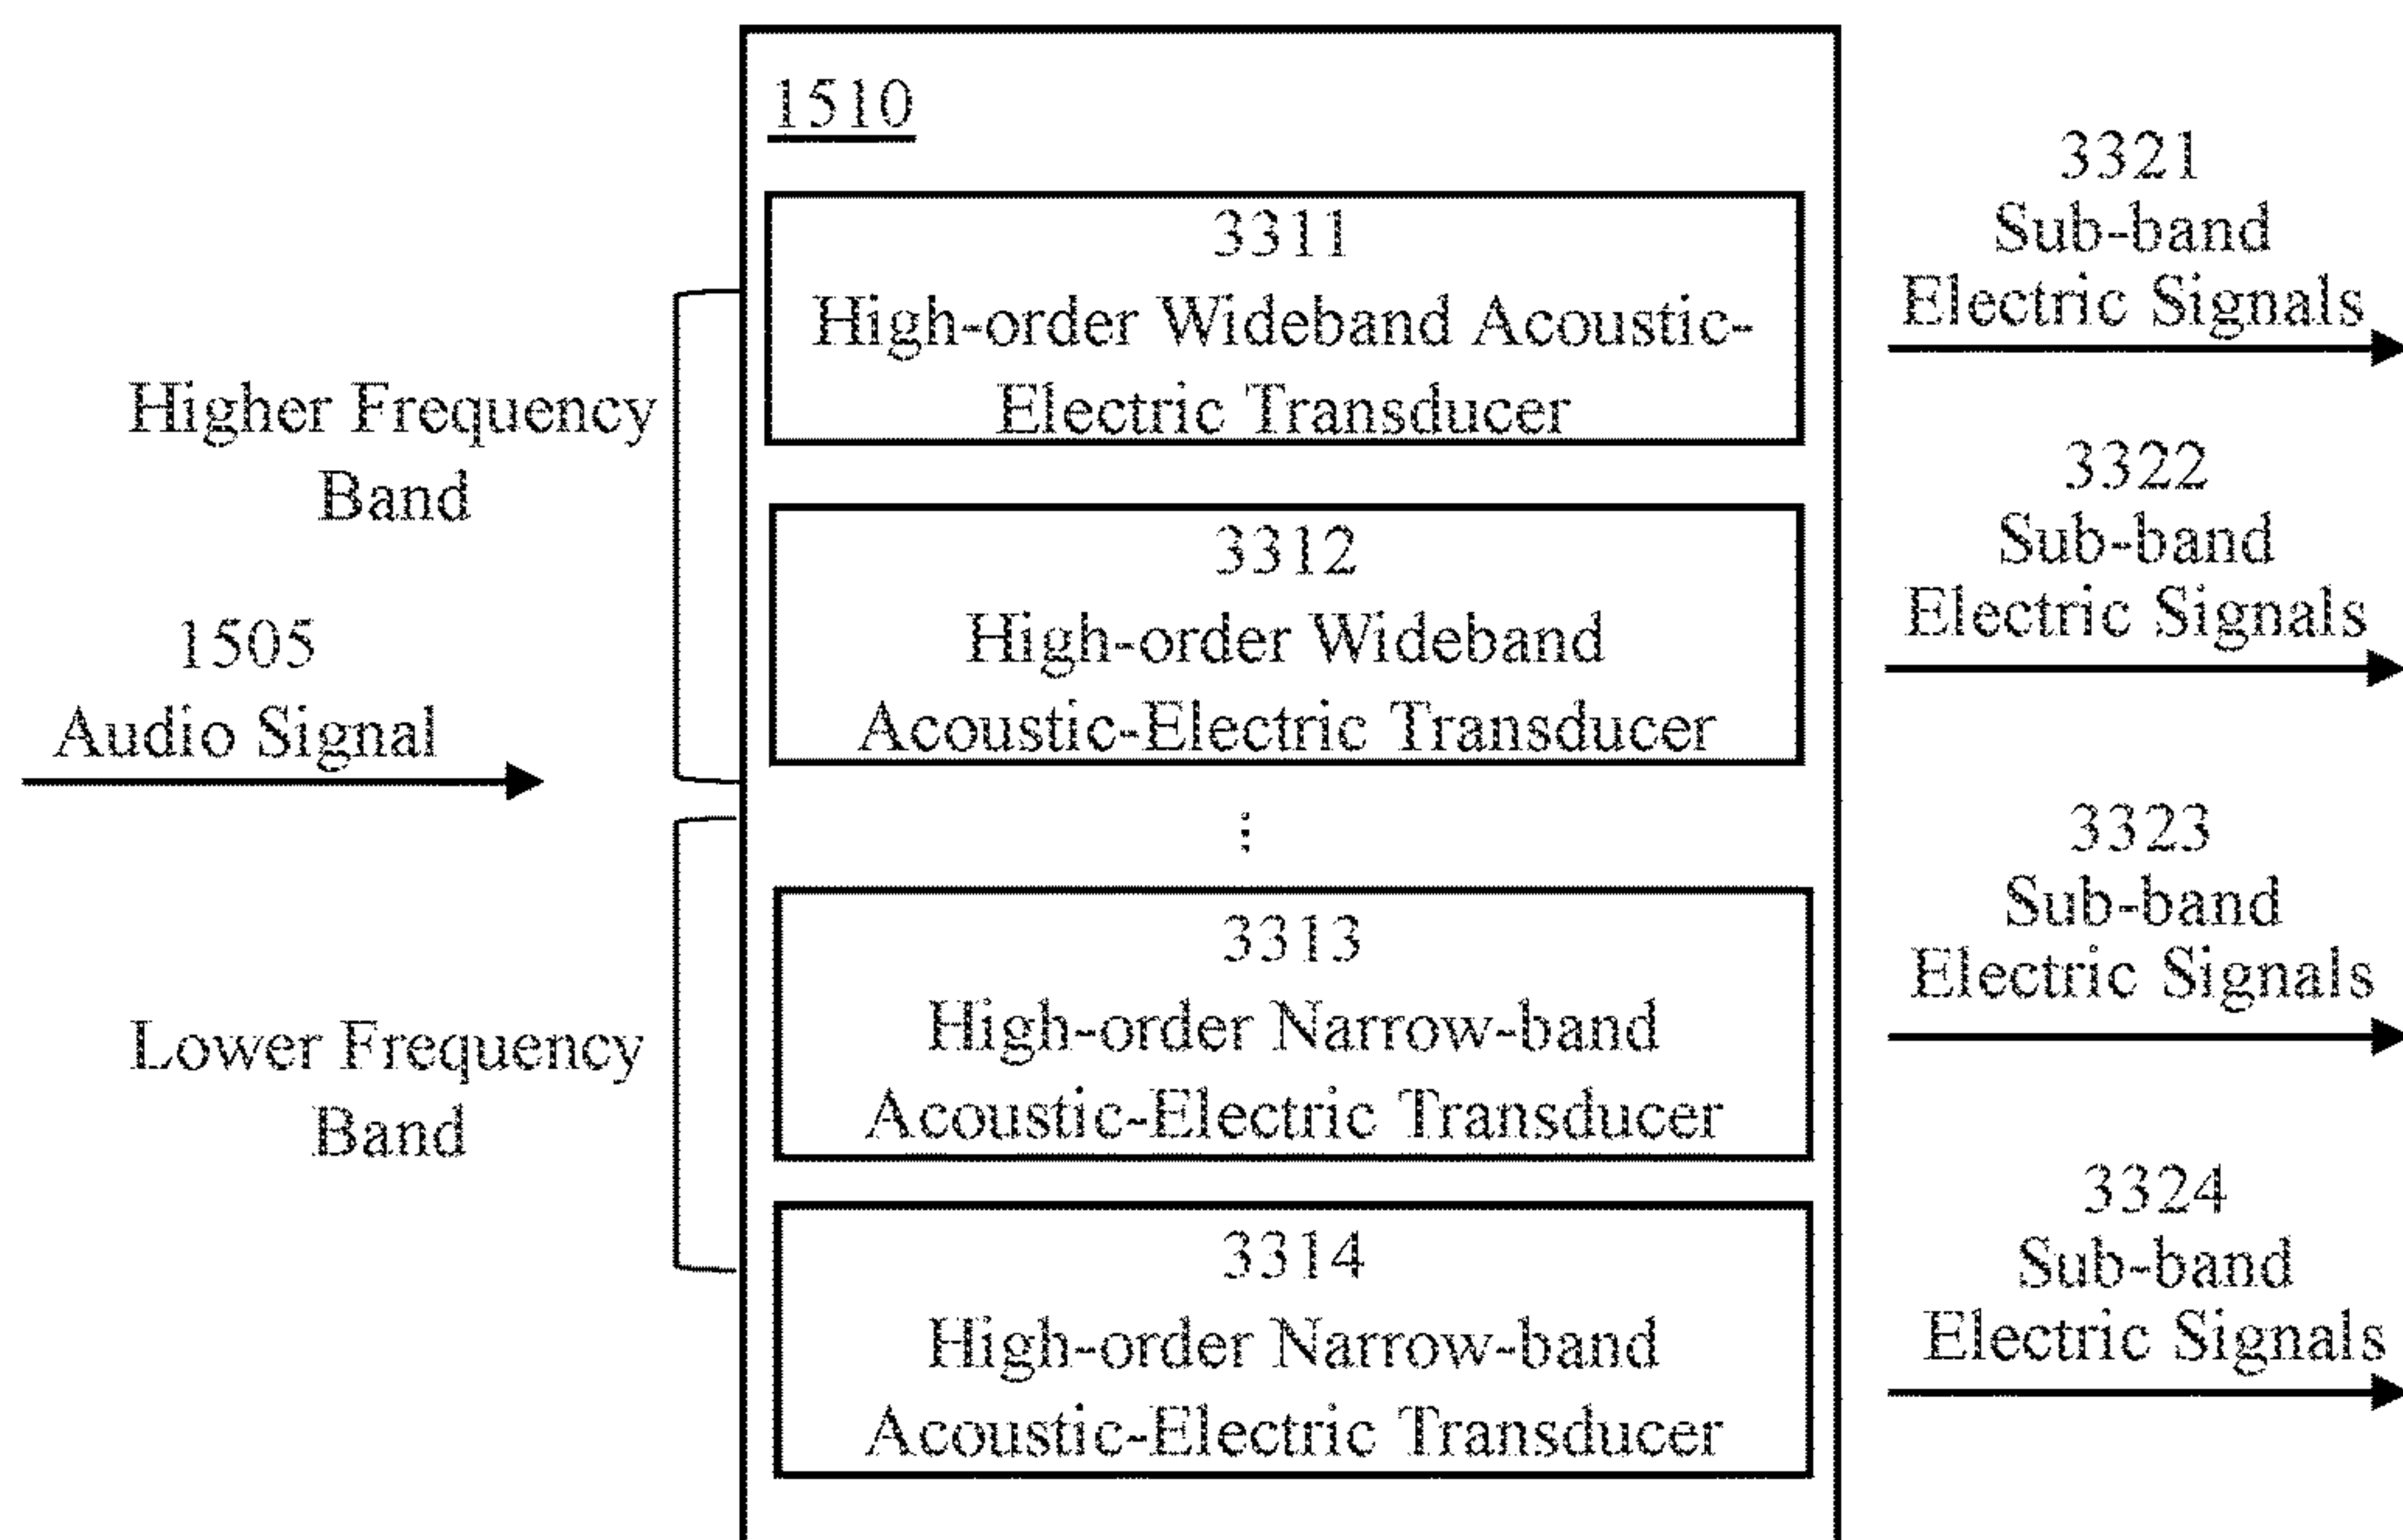 1510
3311
High-order Wideband Acoustic-
Electric Transducer
3312
High-order Wideband
Acoustic-Electric Transducer
⋮
3313
High-order Narrow-band
Acoustic-Electric Transducer
3314
High-order Narrow-band
Acoustic-Electric Transducer
Higher Frequency
Band
1505
Audio Signal
Lower Frequency
Band
3321
Sub-band
Electric Signals
3322
Sub-band
Electric Signals
3323
Sub-band
Electric Signals
3324
Sub-band
Electric Signals